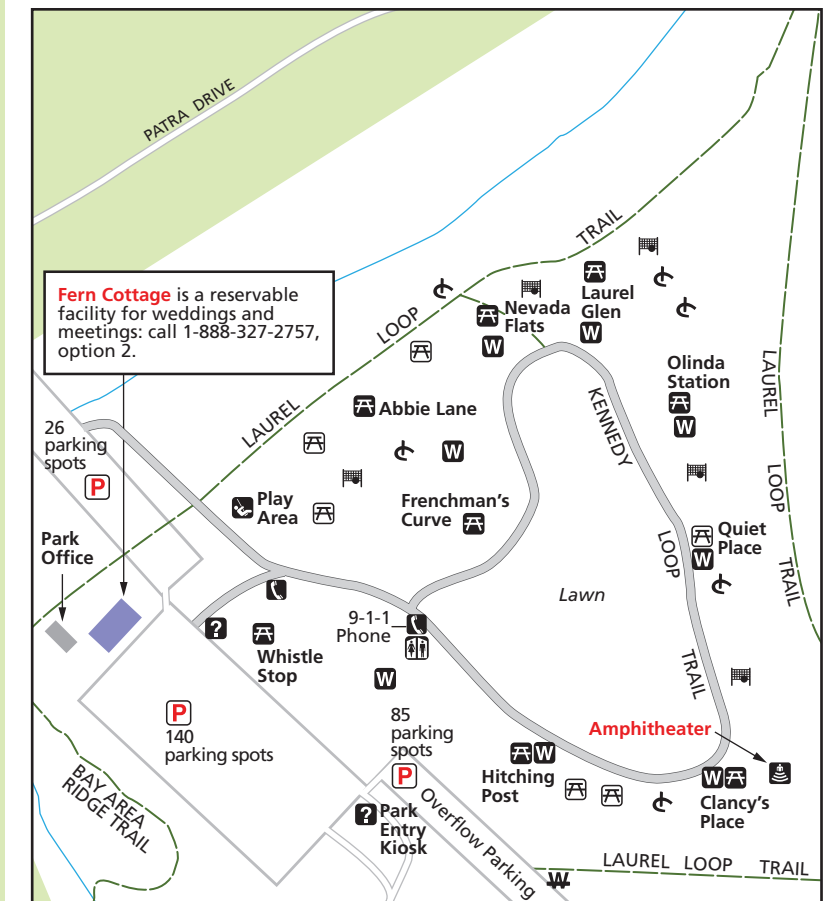 PATRA DRIVE
Fern Cottage is a reservable
facility for weddings and
meetings: call 1-888-327-2757,
option 2.
TRAIL
LOOP
LAUREL
Nevada
Flats
W
Laurel
Glen
W
Olinda
Station
W
LAUREL
LOOP
TRAIL
KENNEDY
LOOP
TRAIL
Abbie Lane
W
26
parking
spots
P
Play
Area
Frenchman's
Curve
Quiet
Place
W
Park
Office
Lawn
9-1-1
Phone
?
Whistle
Stop
W
P
140
parking spots
85
parking
spots
P
Amphitheater
W
Hitching
Post
W
Clancy's
Place
BAY AREA
RIDGE TRAIL
?
Park
Entry
Kiosk
Overflow Parking
W
LAUREL LOOP TRAIL